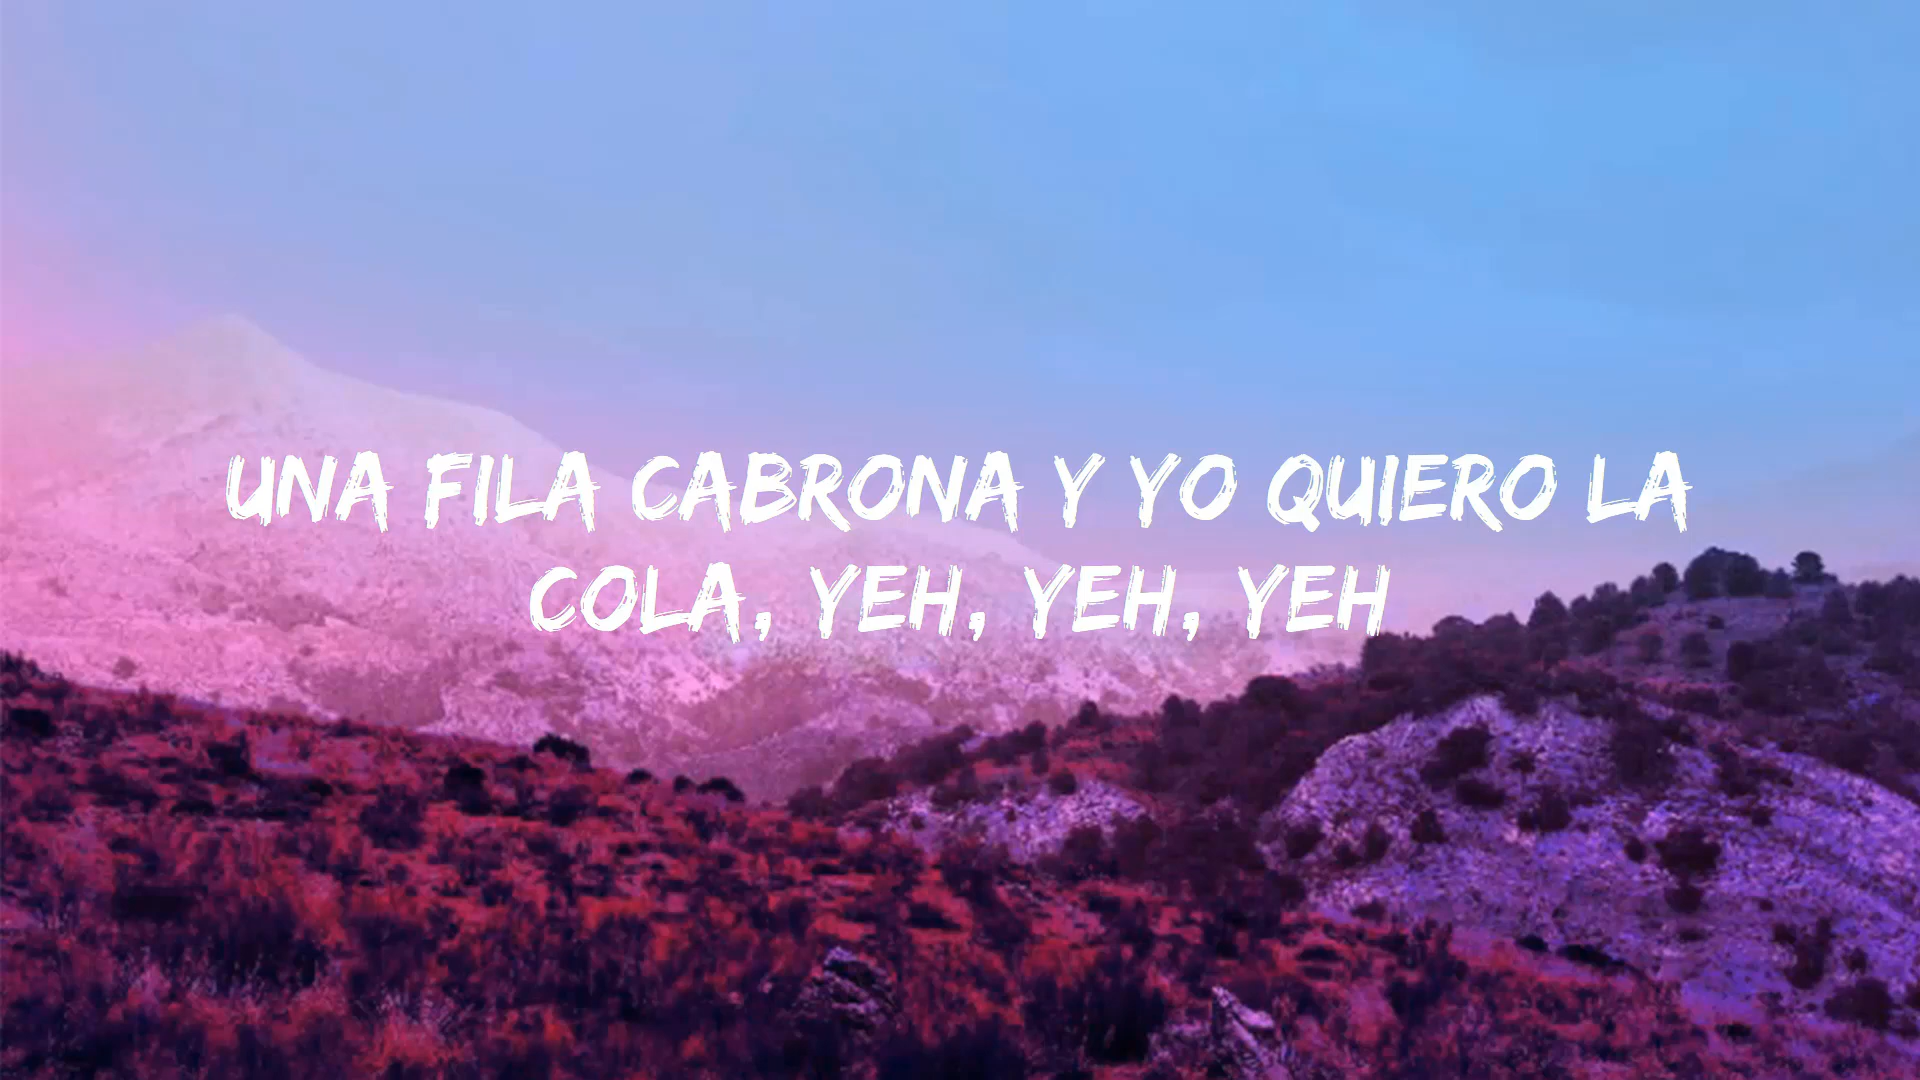 UNA FILA CABRONA Y YO QUIERO LA
COLA, YEH, YEH, YEH